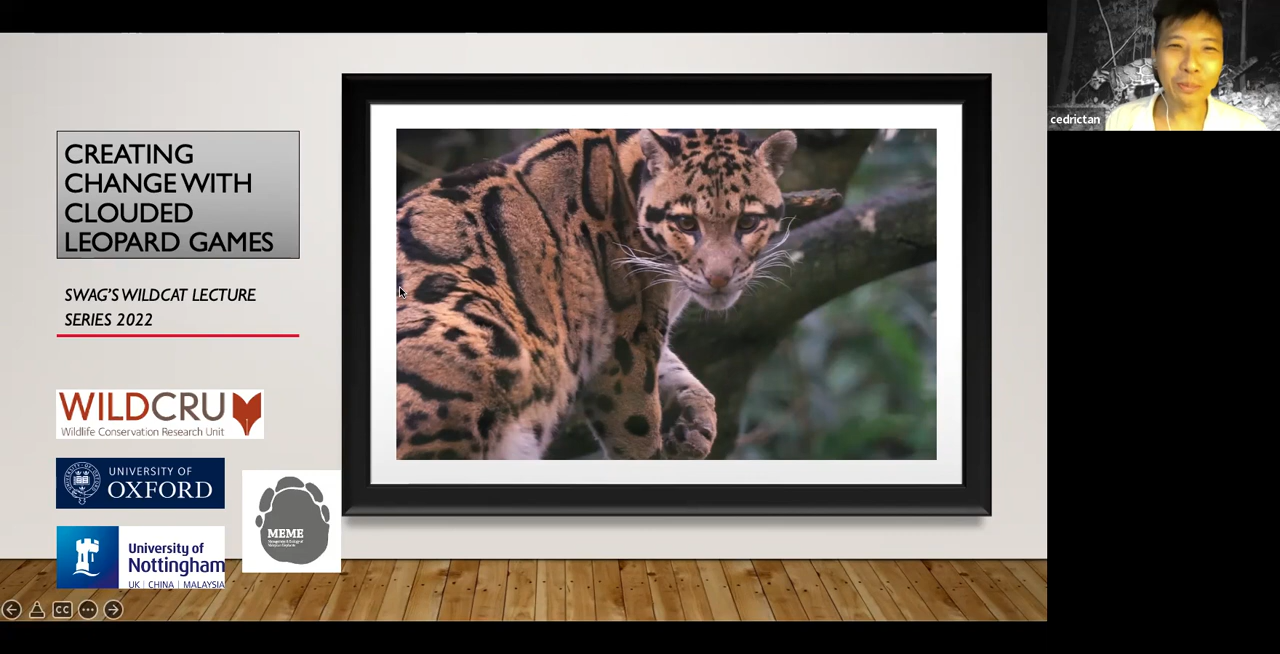 CREATING
CHANGE WITH
CLOUDED
LEOPARD GAMES
SWAG'S WILDCAT LECTURE
SERIES 2022
WILDCRU
Wildlife Conservation Research Unit
UNIVERSITY OF
OXFORD
MEME
University of
Nottingham
UK | CHINA | MALAYSIA
CC
cedrictan